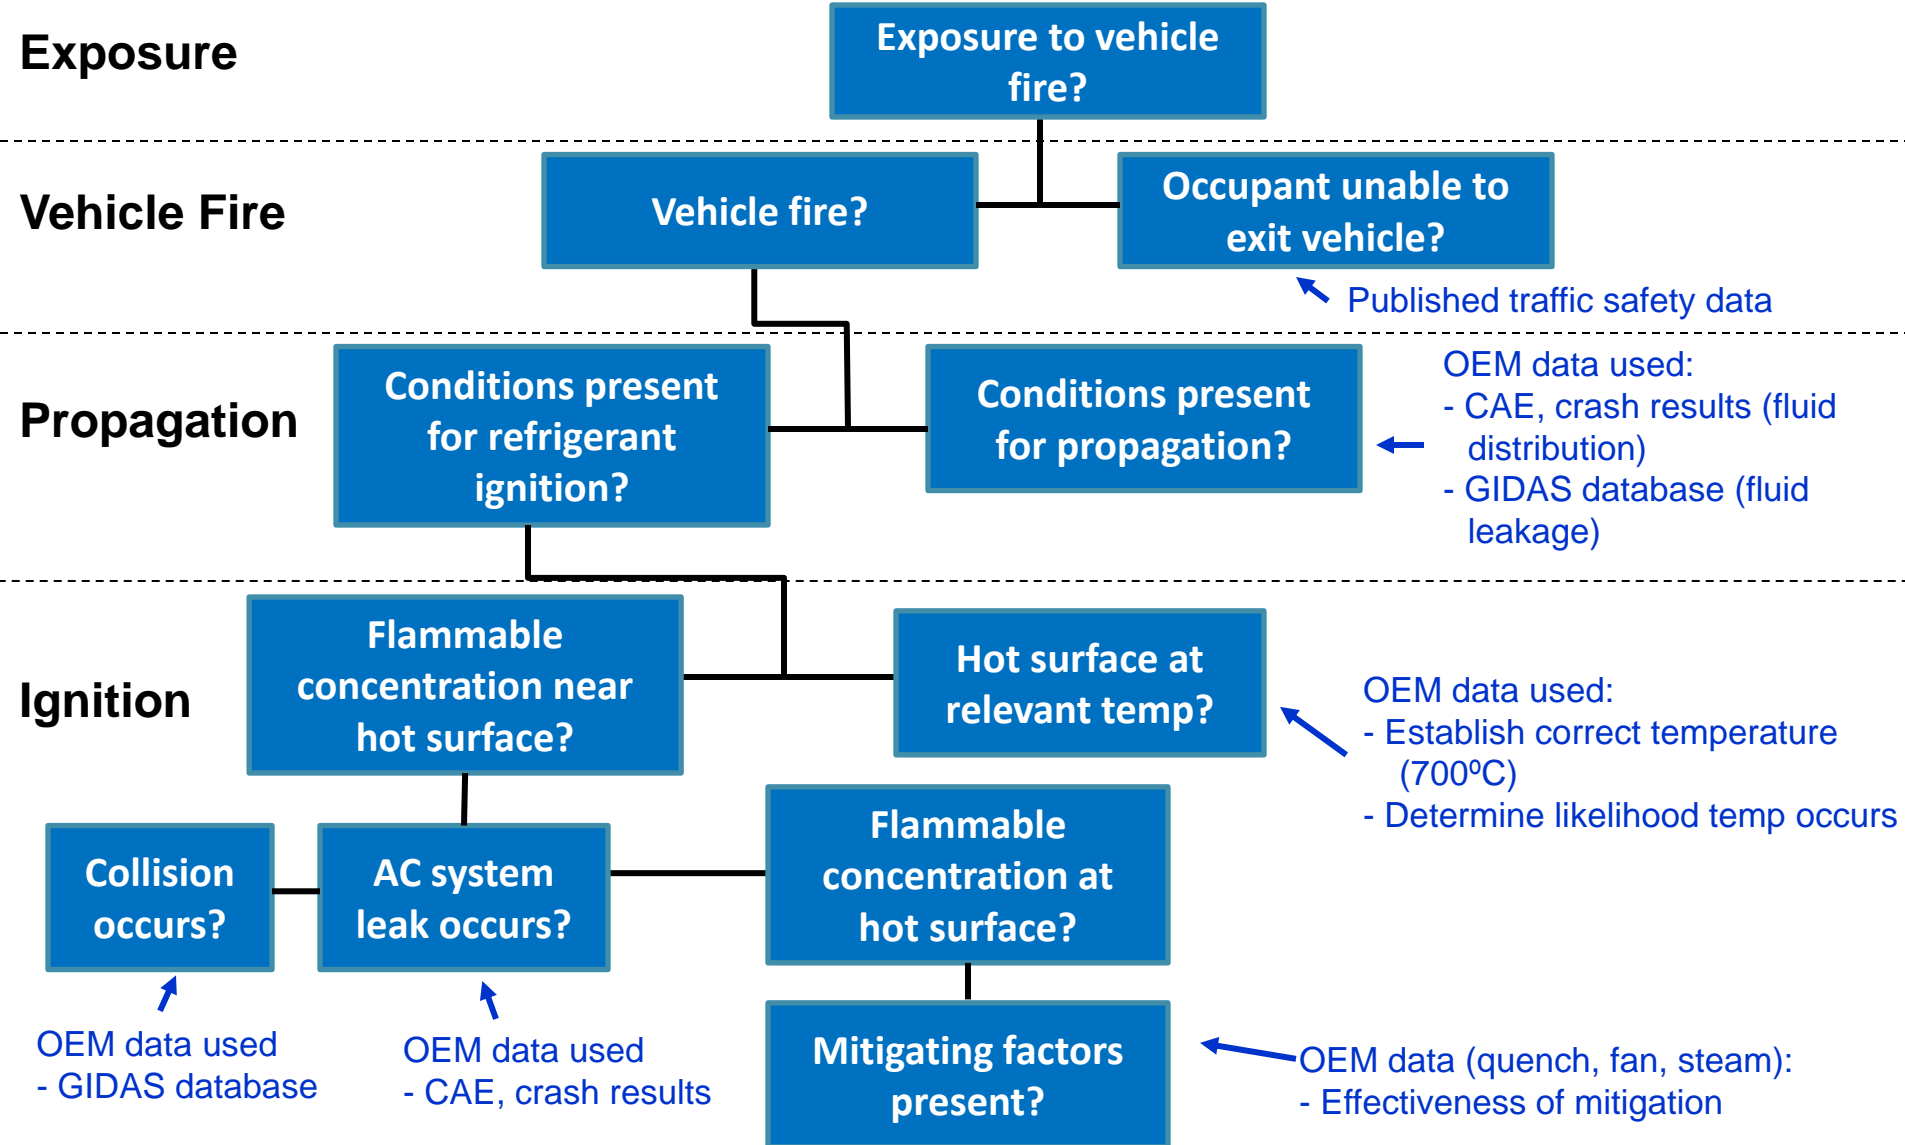 Exposure
Exposure to vehicle
fire?
Vehicle Fire
Vehicle fire?
Occupant unable to
exit vehicle?
Published traffic safety data
Propagation
Conditions present
for refrigerant
ignition?
Conditions present
for propagation?
OEM data used:
- CAE, crash results (fluid
distribution)
- GIDAS database (fluid
leakage)
Ignition
Flammable
concentration near
hot surface?
Hot surface at
relevant temp?
OEM data used:
- Establish correct temperature
(700ºC)
- Determine likelihood temp occurs
Collision
occurs?
AC system
leak occurs?
Flammable
concentration at
hot surface?
OEM data used
- GIDAS database
OEM data used
- CAE, crash results
Mitigating factors
present?
OEM data (quench, fan, steam):
- Effectiveness of mitigation